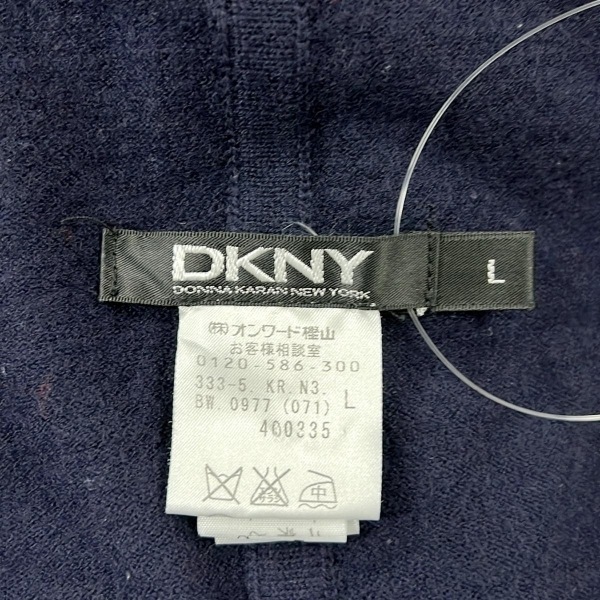 DKNY
DONNA KARAN NEW YORK
L
(株)オンワード樫山
お客様相談室
0120-586-300
333-5. KR. N3.
BW. 0977 (071) L
400335
中